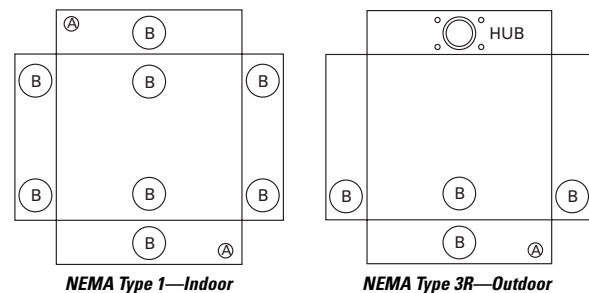 A B
B B B
B B B
B A
NEMA Type 1—Indoor
HUB
B B B
B A
NEMA Type 3R—Outdoor